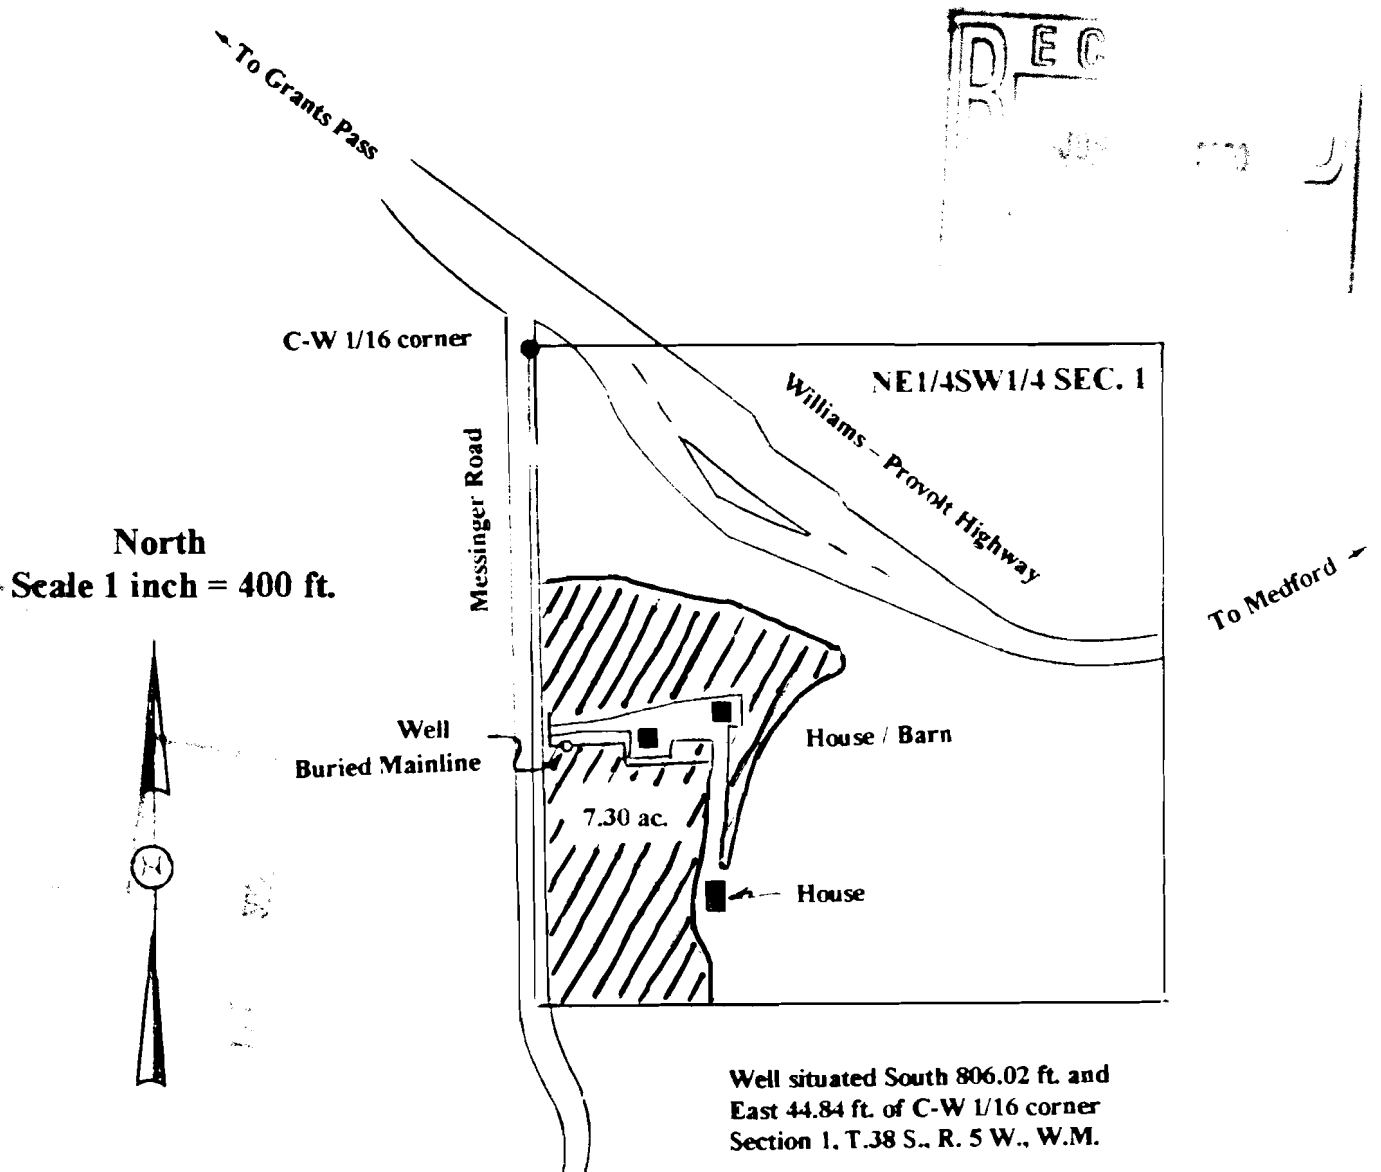 To Grants Pass
REC
C-W 1/16 corner
NE1/4SW1/4 SEC. 1
Williams - Provolt Highway
Messinger Road
North
Scale 1 inch = 400 ft.
To Medford
Well
Buried Mainline
House / Barn
7.30 ac.
House
Well situated South 806.02 ft. and
East 44.84 ft. of C-W 1/16 corner
Section 1, T.38 S., R. 5 W., W.M.